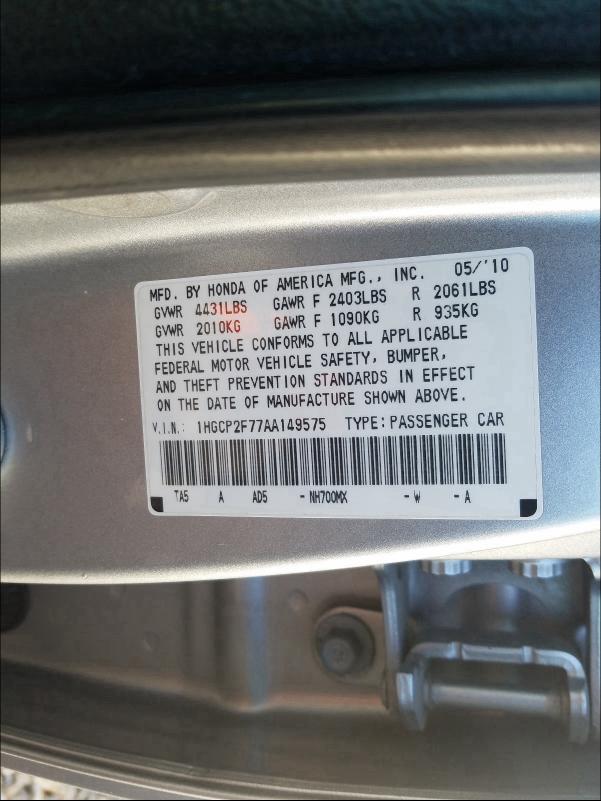 MFD. BY HONDA OF AMERICA MFG., INC. 05/'10
GVWR 4431LBS GAWR F 2403LBS R 2061LBS
GVWR 2010KG GAWR F 1090KG R 935KG
THIS VEHICLE CONFORMS TO ALL APPLICABLE
FEDERAL MOTOR VEHICLE SAFETY, BUMPER,
AND THEFT PREVENTION STANDARDS IN EFFECT
ON THE DATE OF MANUFACTURE SHOWN ABOVE.
V.I.N.: 1HGCP2F77AA149575 TYPE: PASSENGER CAR
TA5 A AD5 - NH700MX - W - A